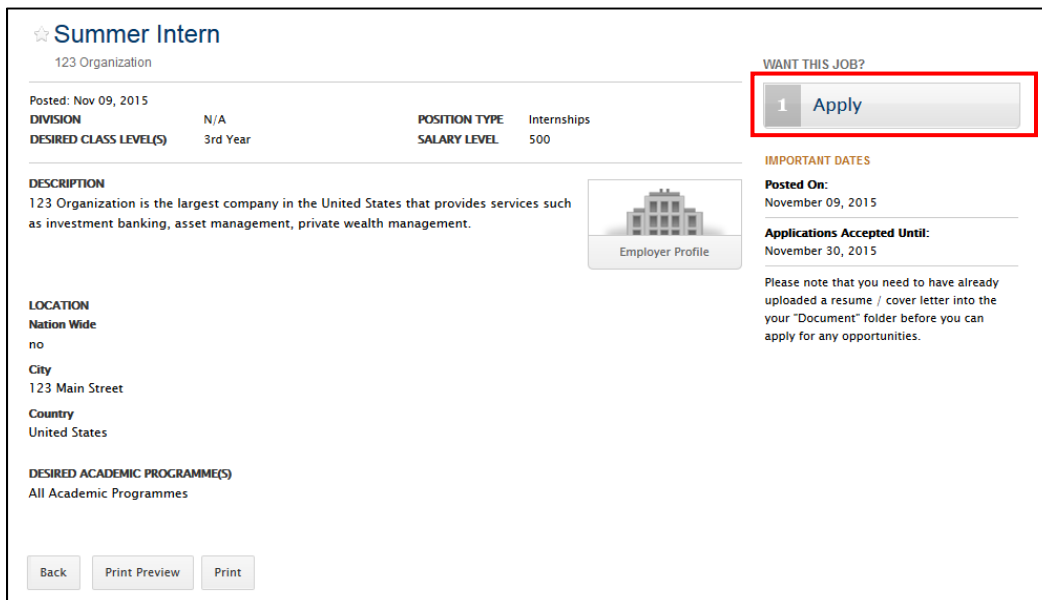 Summer Intern
123 Organization
Posted: Nov 09, 2015
DIVISION N/A POSITION TYPE Internships
DESIRED CLASS LEVEL(S) 3rd Year SALARY LEVEL 500
DESCRIPTION
123 Organization is the largest company in the United States that provides services such
as investment banking, asset management, private wealth management.
Employer Profile
LOCATION
Nation Wide
no
City
123 Main Street
Country
United States
DESIRED ACADEMIC PROGRAMME(S)
All Academic Programmes
Back Print Preview Print
WANT THIS JOB?
1 Apply
IMPORTANT DATES
Posted On:
November 09, 2015
Applications Accepted Until:
November 30, 2015
Please note that you need to have already
uploaded a resume / cover letter into the
your "Document" folder before you can
apply for any opportunities.